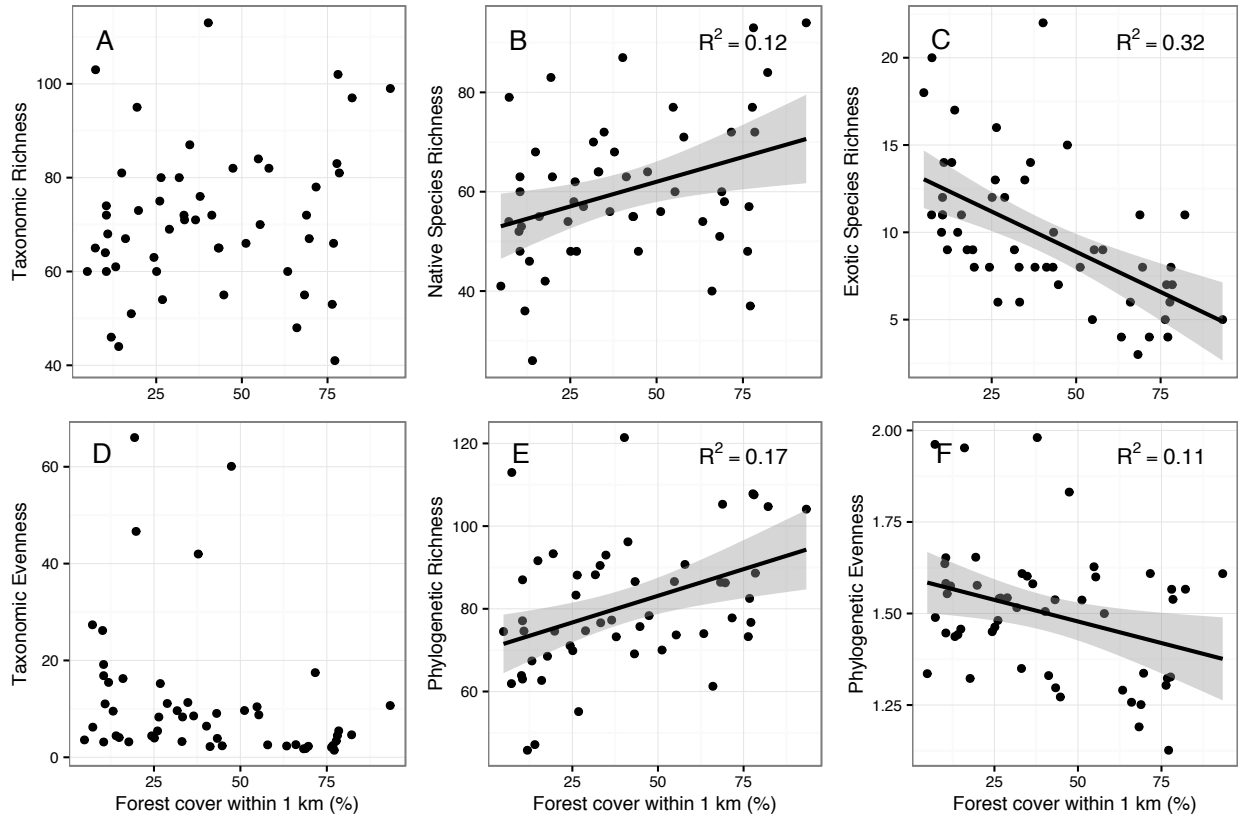 A
Taxonomic Richness
100
80
60
40
25
50
75
B
R² = 0.12
Native Species Richness
80
60
40
25
50
75
C
R² = 0.32
Exotic Species Richness
20
15
10
5
25
50
75
D
Taxonomic Evenness
60
40
20
0
25
50
75
Forest cover within 1 km (%)
E
R² = 0.17
Phylogenetic Richness
120
100
80
60
25
50
75
Forest cover within 1 km (%)
F
R² = 0.11
Phylogenetic Evenness
2.00
1.75
1.50
1.25
25
50
75
Forest cover within 1 km (%)